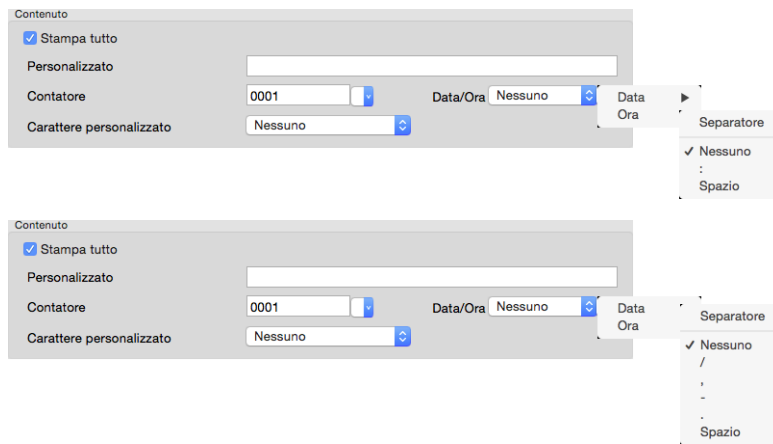 Contenuto
Stampa tutto
Personalizzato
Contatore 0001 Data/Ora Nessuno Data
Ora
Carattere personalizzato Nessuno
Separatore
Nessuno
:
Spazio
Contenuto
Stampa tutto
Personalizzato
Contatore 0001 Data/Ora Nessuno Data
Ora
Carattere personalizzato Nessuno
Separatore
Nessuno
/
,
-
.
Spazio